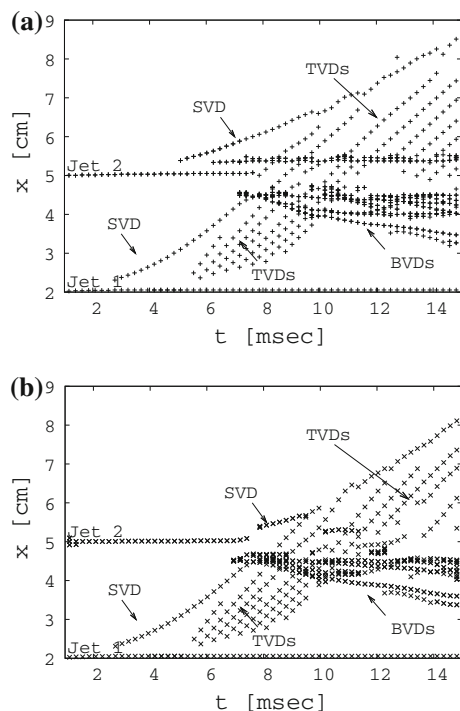 (a)
9
8
7
6
5
4
3
2
x [cm]
SVD
TVDs
Jet 2
SVD
TVDs
BVDs
Jet 1
2 4 6 8 10 12 14
t [msec]
(b)
9
8
7
6
5
4
3
2
x [cm]
TVDs
SVD
Jet 2
SVD
TVDs
BVDs
Jet 1
2 4 6 8 10 12 14
t [msec]